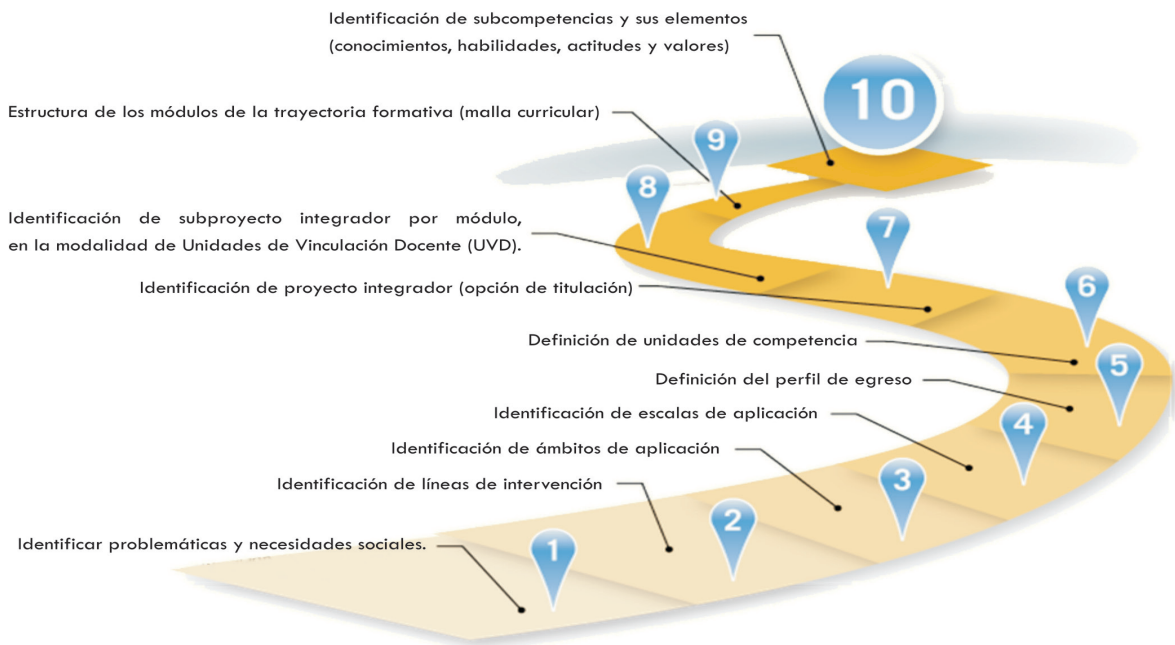 Identificación de subcompetencias y sus elementos
(conocimientos, habilidades, actitudes y valores)
10
Estructura de los módulos de la trayectoria formativa (malla curricular)
9
8
Identificación de subproyecto integrador por módulo,
en la modalidad de Unidades de Vinculación Docente (UVD).
7
Identificación de proyecto integrador (opción de titulación)
6
Definición de unidades de competencia
5
Definición del perfil de egreso
Identificación de escalas de aplicación
4
Identificación de ámbitos de aplicación
3
Identificación de líneas de intervención
2
Identificar problemáticas y necesidades sociales.
1